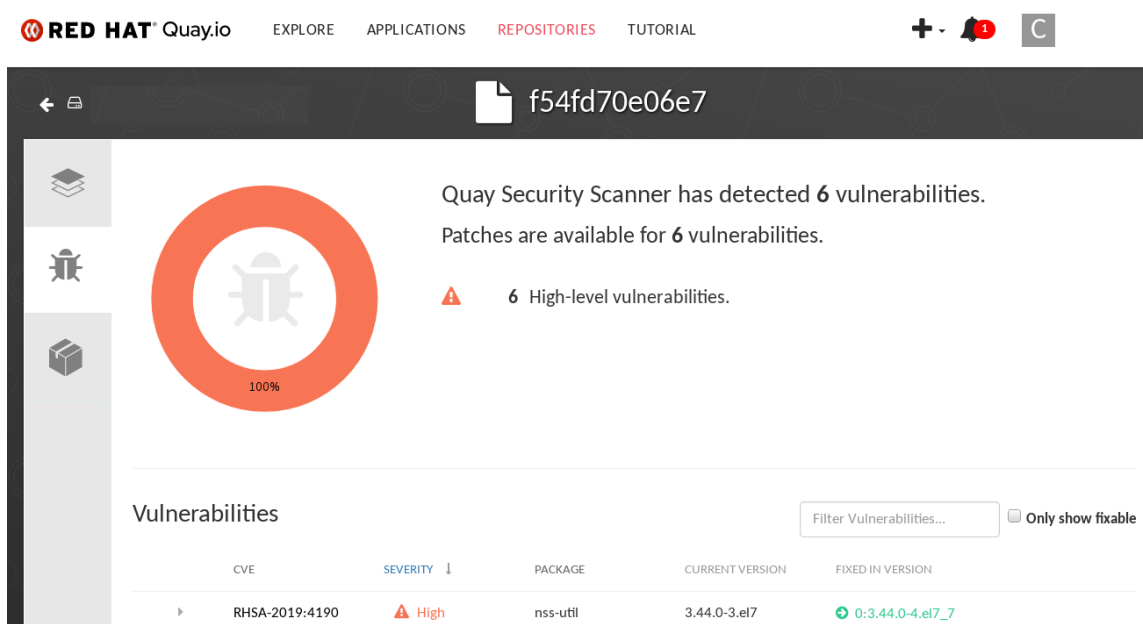 RED HAT Quay.io EXPLORE APPLICATIONS REPOSITORIES TUTORIAL 1 C
f54fd70e06e7
Quay Security Scanner has detected 6 vulnerabilities.
Patches are available for 6 vulnerabilities.
6 High-level vulnerabilities.
100%
Vulnerabilities Filter Vulnerabilities... Only show fixable
CVE SEVERITY ↓ PACKAGE CURRENT VERSION FIXED IN VERSION
RHSA-2019:4190 High nss-util 3.44.0-3.el7 0:3.44.0-4.el7_7